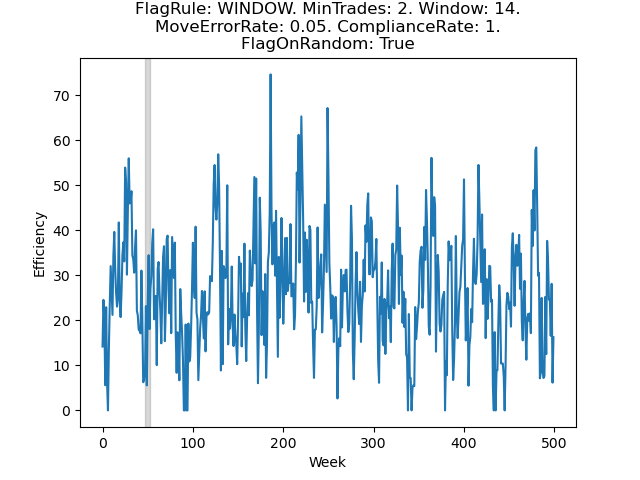 FlagRule: WINDOW. MinTrades: 2. Window: 14.
MoveErrorRate: 0.05. ComplianceRate: 1.
FlagOnRandom: True
70
60
50
40
30
20
10
0
Efficiency
0 100 200 300 400 500
Week